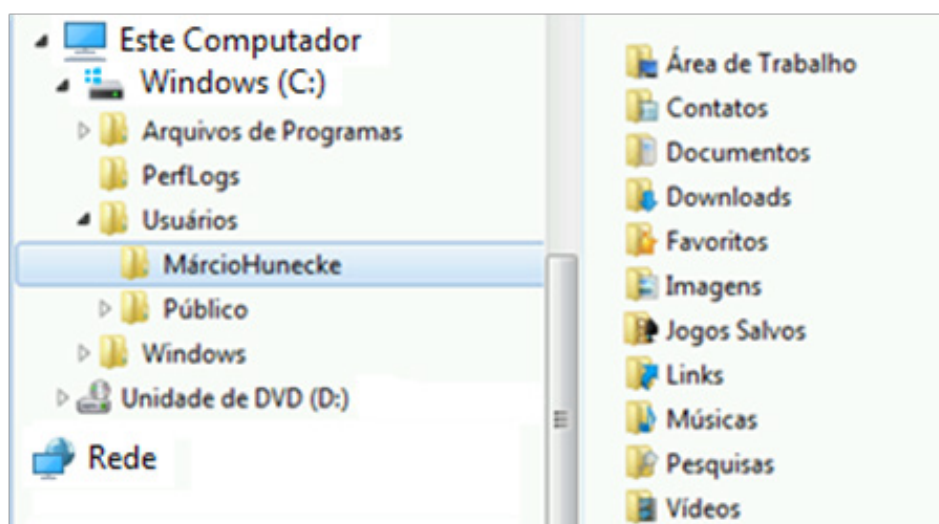 Este Computador
Windows (C:)
Arquivos de Programas
PerfLogs
Usuários
MárcioHunecke
Público
Windows
Unidade de DVD (D:)
Rede
Área de Trabalho
Contatos
Documentos
Downloads
Favoritos
Imagens
Jogos Salvos
Links
Músicas
Pesquisas
Vídeos